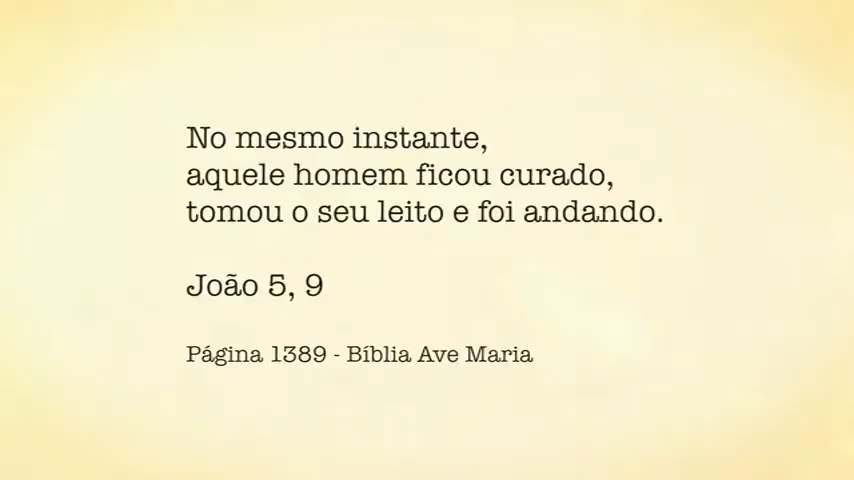 No mesmo instante,
aquele homem ficou curado,
tomou o seu leito e foi andando.
João 5, 9
Página 1389 - Bíblia Ave Maria